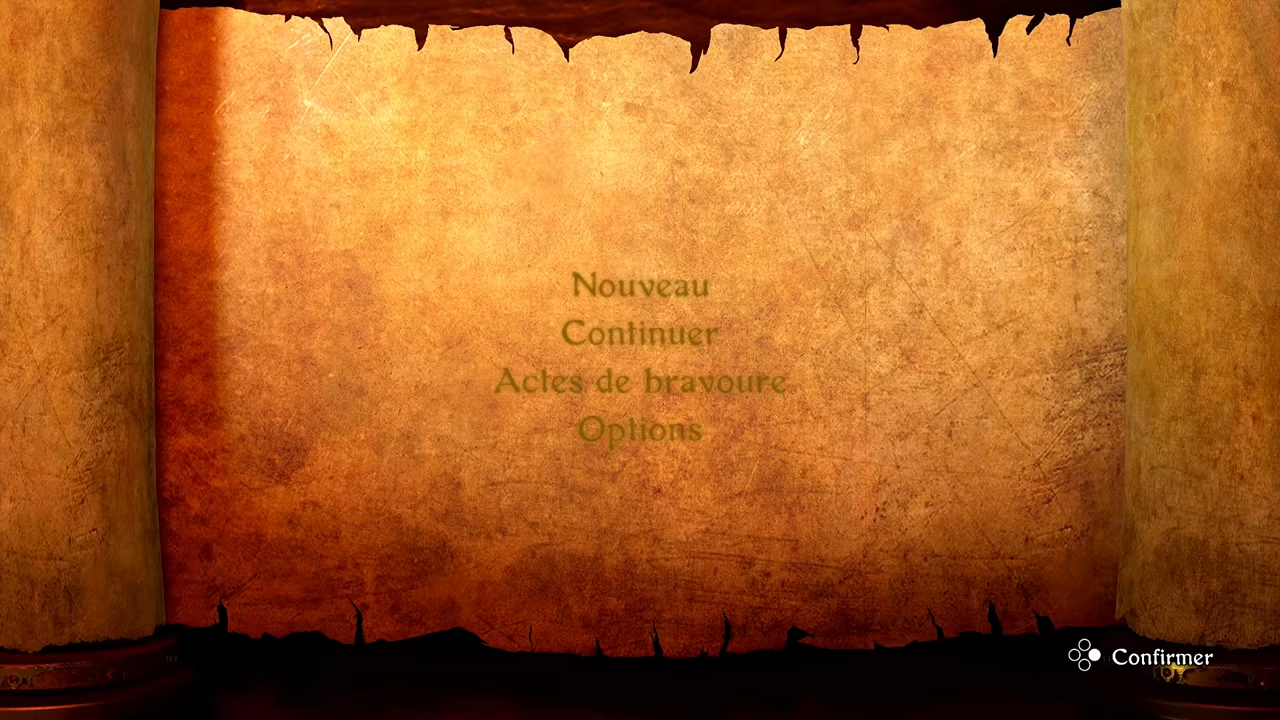 Nouveau
Continuer
Actes de bravoure
Options
Confirmer